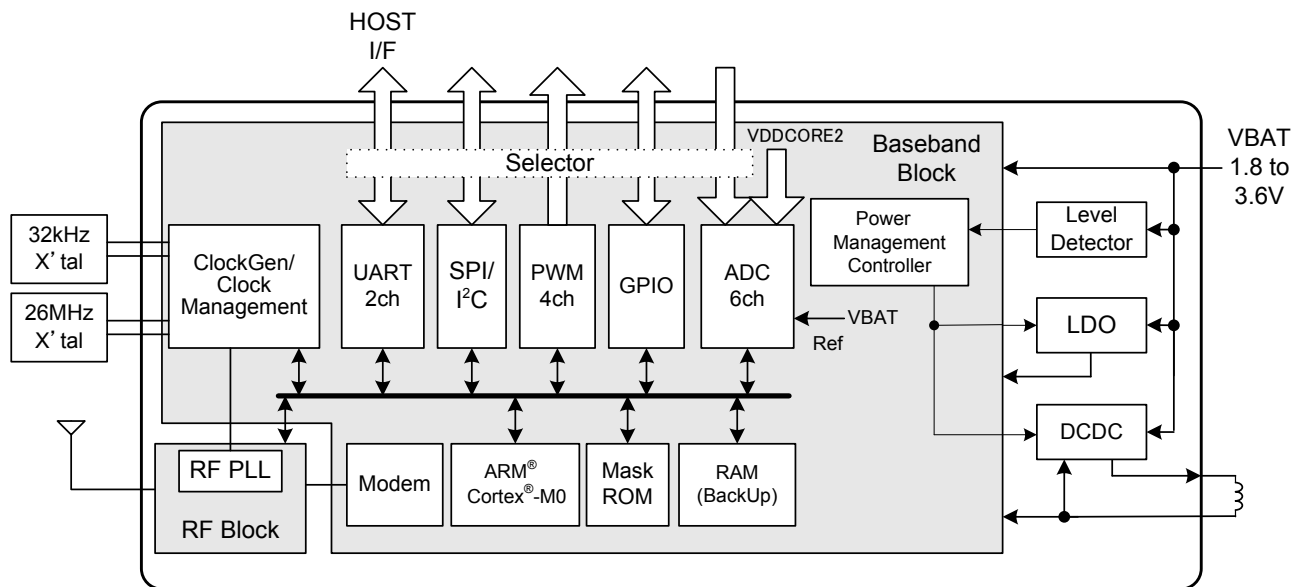 HOST
I/F
VDDCORE2
Selector
Baseband
Block
VBAT
1.8 to
3.6V
32kHz
X'tal
26MHz
X'tal
ClockGen/
Clock
Management
UART
2ch
SPI/
I²C
PWM
4ch
GPIO
ADC
6ch
VBAT
Ref
Power
Management
Controller
Level
Detector
LDO
DCDC
RF PLL
RF Block
Modem
ARM®
Cortex®-M0
Mask
ROM
RAM
(BackUp)